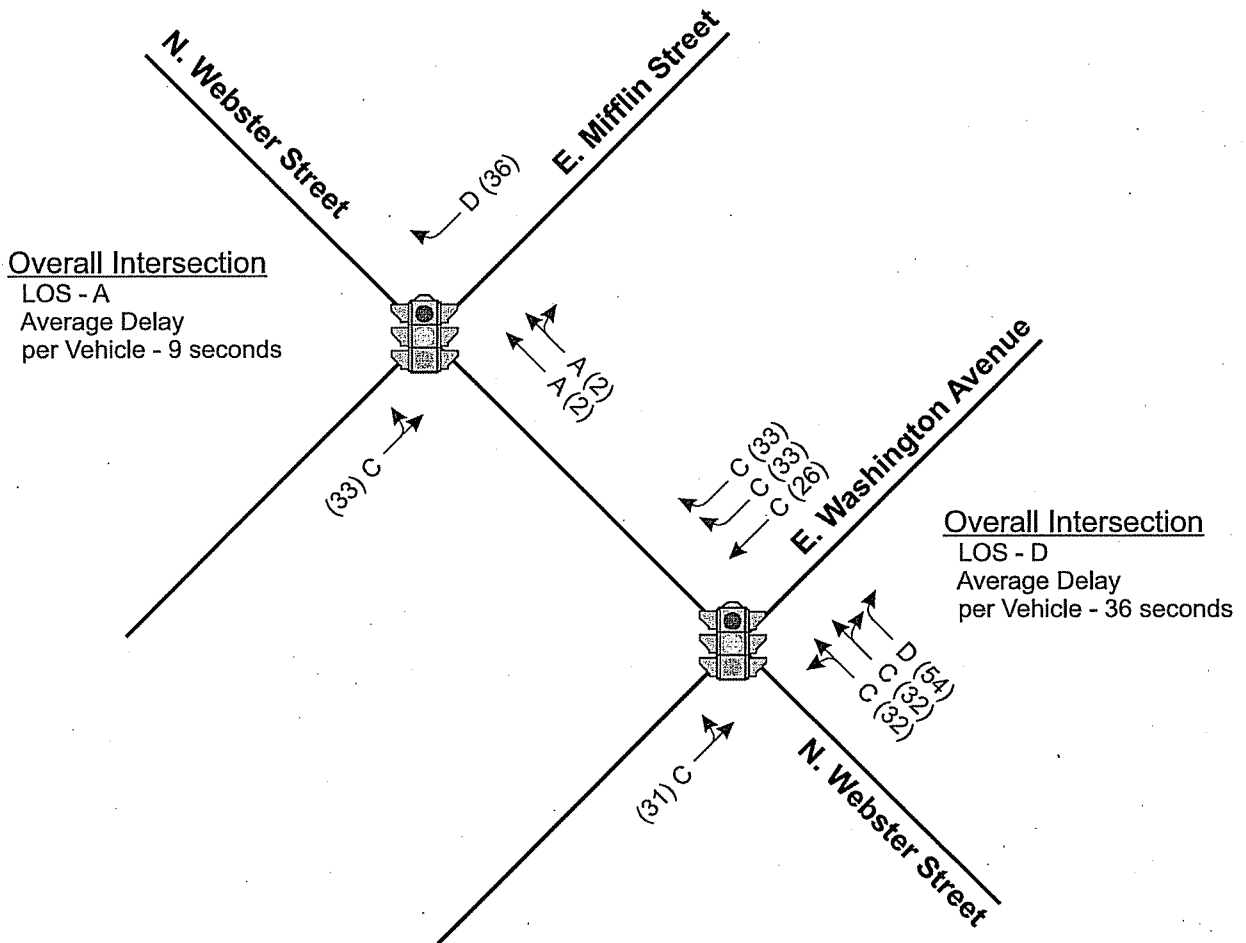 N. Webster Street
E. Mifflin Street
D (36)
Overall Intersection
LOS - A
Average Delay
per Vehicle - 9 seconds
A (2)
A (2)
(33) C
C (33)
C (33)
C (26)
E. Washington Avenue
Overall Intersection
LOS - D
Average Delay
per Vehicle - 36 seconds
D (54)
C (32)
C (32)
(31) C
N. Webster Street